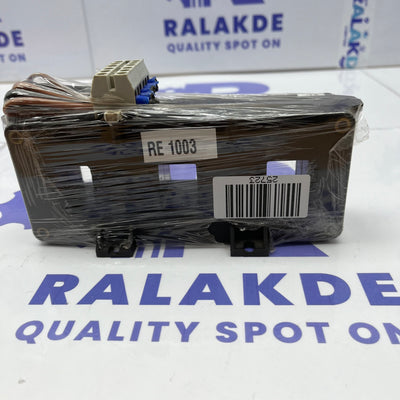 RALAKDE
QUALITY SPOT ON
RE 1003
25723
RALAKDE
QUALITY SPOT ON